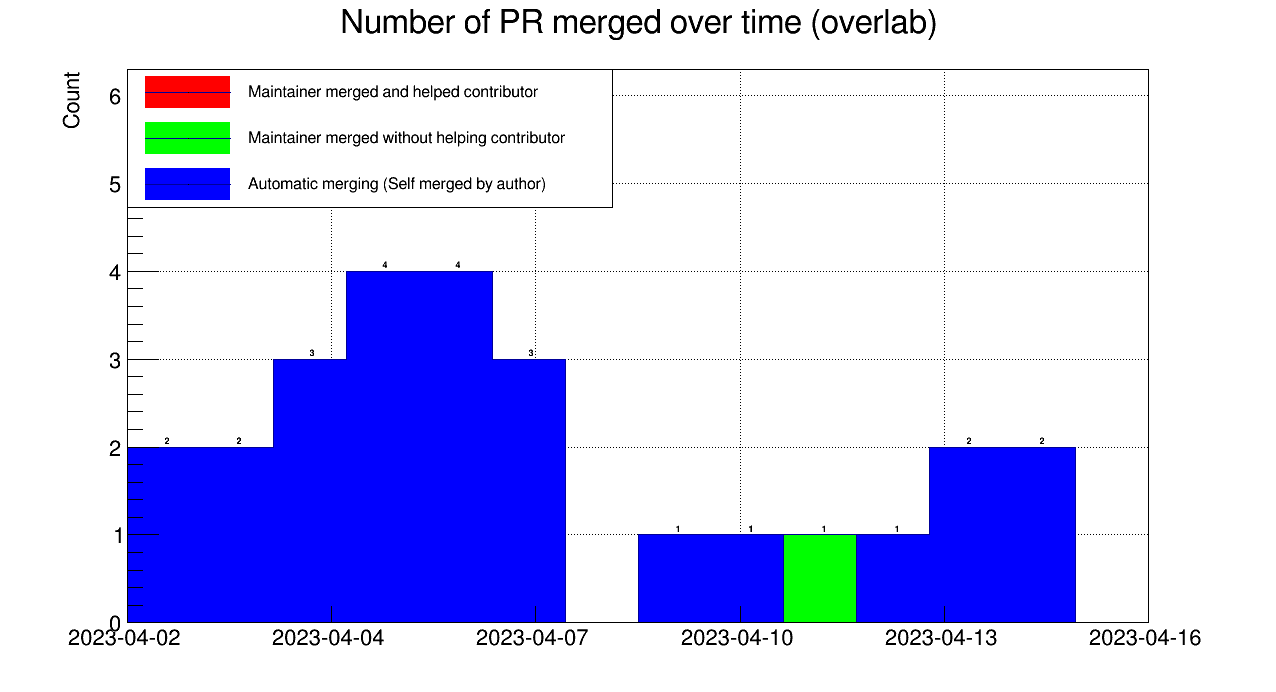 Number of PR merged over time (overlab)
Count
Maintainer merged and helped contributor
Maintainer merged without helping contributor
Automatic merging (Self merged by author)
6
5
4
3
2
1
0
2 2 3 4 4 3 1 1 1 1 2 2
2023-04-02 2023-04-04 2023-04-07 2023-04-10 2023-04-13 2023-04-16